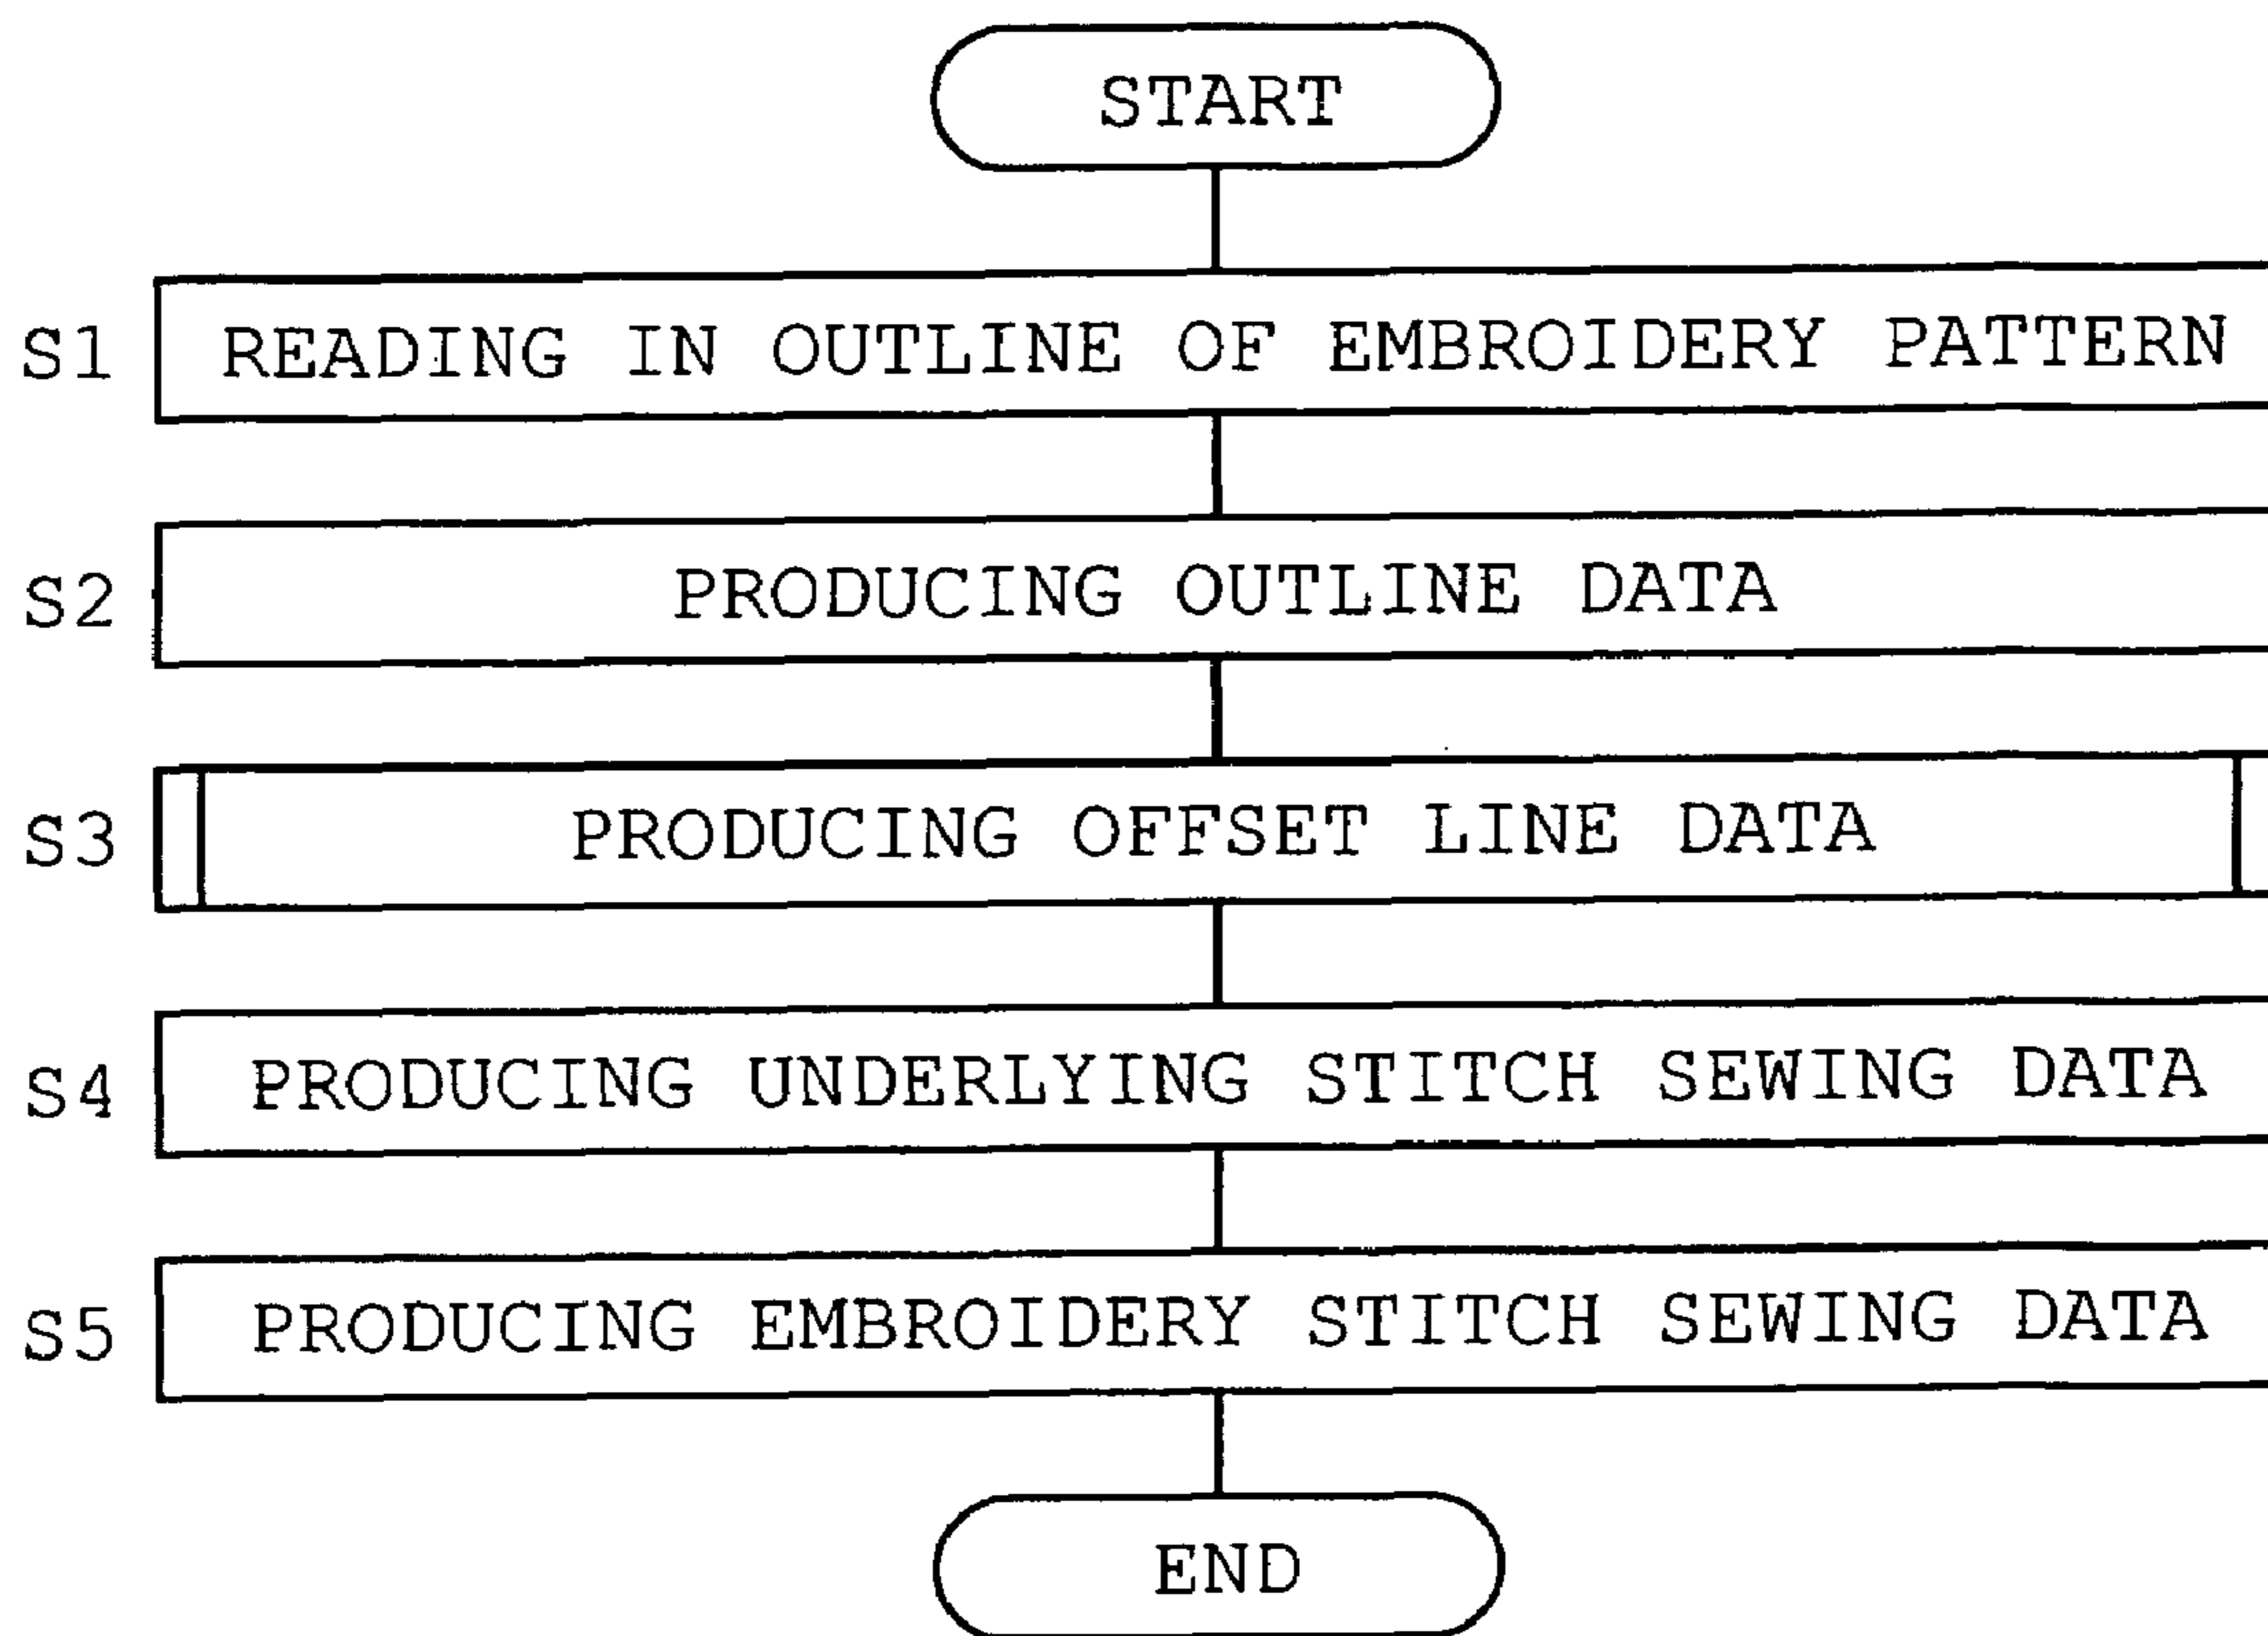 START
S1 READING IN OUTLINE OF EMBROIDERY PATTERN
S2 PRODUCING OUTLINE DATA
S3 PRODUCING OFFSET LINE DATA
S4 PRODUCING UNDERLYING STITCH SEWING DATA
S5 PRODUCING EMBROIDERY STITCH SEWING DATA
END